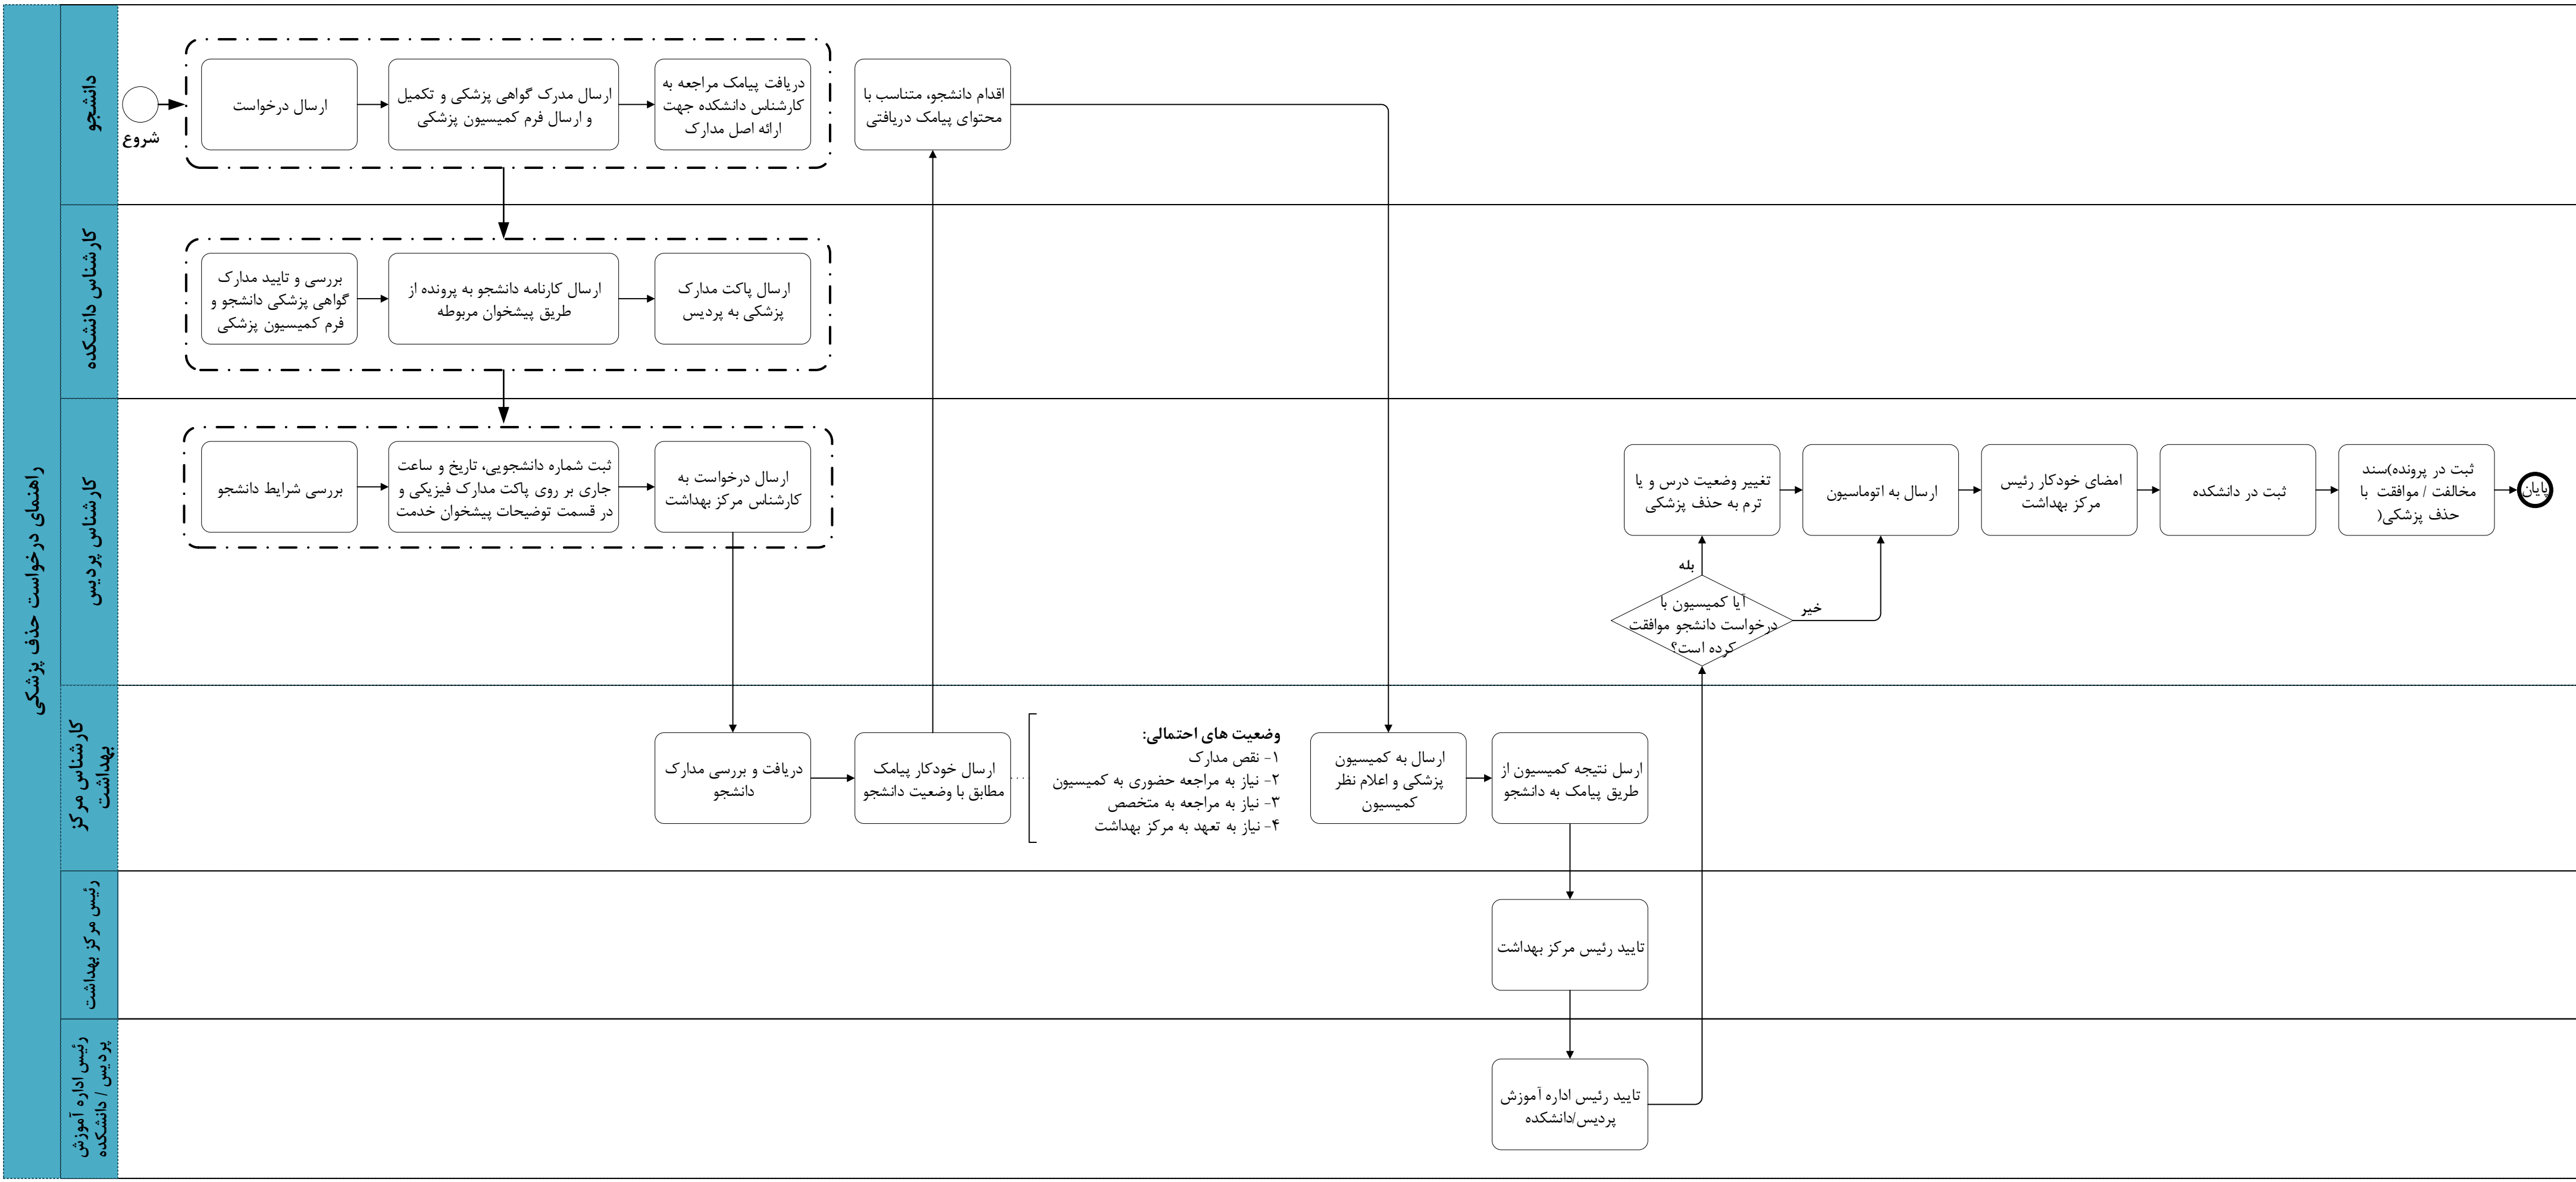 راهنمای درخواست حذف پزشکی
دانشجو
شروع
ارسال درخواست
ارسال مدرک گواهی پزشکی و تکمیل
و ارسال فرم کمیسیون پزشکی
دریافت پیامک مراجعه به
کارشناس دانشکده جهت
ارائه اصل مدارک
اقدام دانشجو، متناسب با
محتوای پیامک دریافتی
کارشناس دانشکده
بررسی و تایید مدارک
گواهی پزشکی دانشجو و
فرم کمیسیون پزشکی
ارسال کارنامه دانشجو به پرونده از
طریق پیشخوان مربوطه
ارسال پاکت مدارک
پزشکی به پردیس
کارشناس پردیس
بررسی شرایط دانشجو
ثبت شماره دانشجویی، تاریخ و ساعت
جاری بر روی پاکت مدارک فیزیکی و
در قسمت توضیحات پیشخوان خدمت
ارسال درخواست به
کارشناس مرکز بهداشت
تغییر وضعیت درس و یا
ترم به حذف پزشکی
ارسال به اتوماسیون
امضای خودکار رئیس
مرکز بهداشت
ثبت در دانشکده
ثبت در پرونده)سند
مخالفت / موافقت با
حذف پزشکی(
پایان
بله
خیر
آیا کمیسیون با
درخواست دانشجو موافقت
کرده است؟
کارشناس مرکز
بهداشت
دریافت و بررسی مدارک
دانشجو
ارسال خودکار پیامک
مطابق با وضعیت دانشجو
وضعیت های احتمالی:
۱- نقص مدارک
۲- نیاز به مراجعه حضوری به کمیسیون
۳- نیاز به مراجعه به متخصص
۴- نیاز به تعهد به مرکز بهداشت
ارسال به کمیسیون
پزشکی و اعلام نظر
کمیسیون
ارسل نتیجه کمیسیون از
طریق پیامک به دانشجو
رئیس مرکز بهداشت
تایید رئیس مرکز بهداشت
رئیس اداره آموزش
پردیس / دانشکده
تایید رئیس اداره آموزش
پردیس/دانشکده